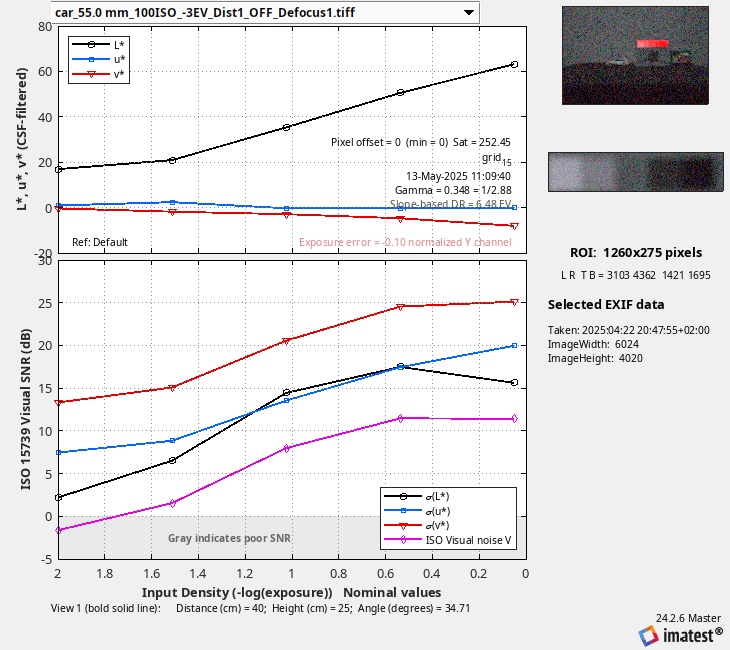 car_55.0 mm_100ISO_-3EV_Dist1_OFF_Defocus1.tiff
80
60
40
20
0
-20
L*, u*, v* (CSF-filtered)
L*
u*
v*
Pixel offset = 0 (min = 0) Sat = 252.45
grid15
13-May-2025 11:09:40
Gamma = 0.348 =1/2.88
Slope-based DR = 6.48 EV
Ref: Default
Exposure error = -0.10 normalized Y channel
30
25
20
15
10
5
0
-5
ISO 15739 Visual SNR (dB)
σ(L*)
σ(u*)
σ(v*)
ISO Visual noise V
Gray indicates poor SNR
2 1.8 1.6 1.4 1.2 1 0.8 0.6 0.4 0.2 0
Input Density (-log(exposure)) Nominal values
View 1 (bold solid line): Distance (cm) = 40; Height (cm) = 25; Angle (degrees) = 34.71
ROI: 1260x275 pixels
L R T B = 3103 4362 1421 1695
Selected EXIF data
Taken: 2025:04:22 20:47:55+02:00
ImageWidth: 6024
ImageHeight: 4020
24.2.6 Master
imatest®